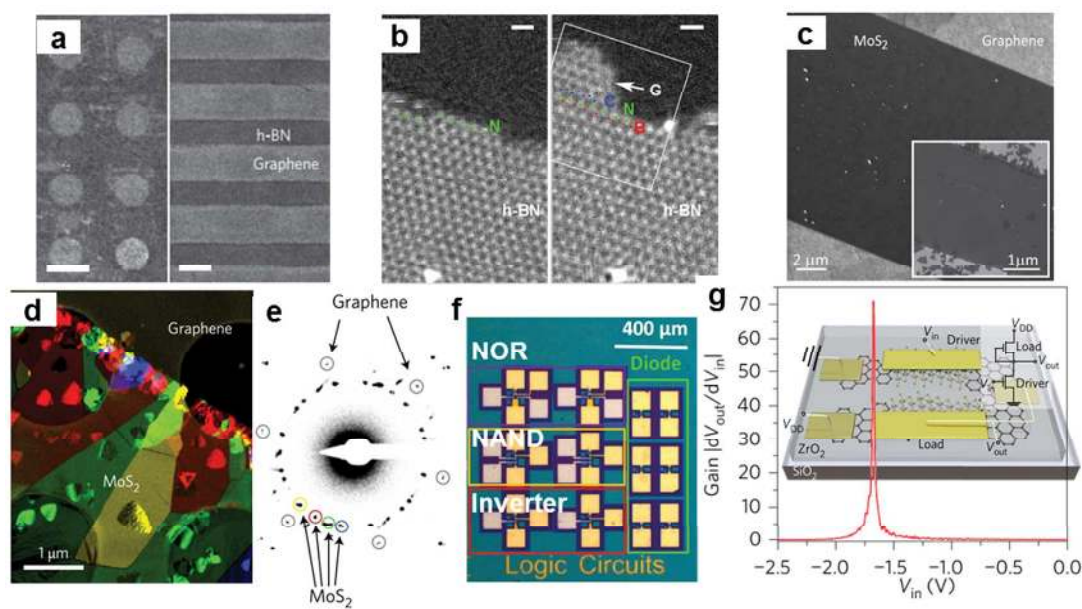 a
h-BN
Graphene
b
N
h-BN
G
C
N
B
h-BN
c
MoS2
Graphene
2 μm
1μm
d
Graphene
MoS2
1 μm
e
Graphene
MoS2
f
400 μm
NOR
Diode
NAND
Inverter
Logic Circuits
g
Gain |dVout/dVin|
70
60
50
40
30
20
10
0
−2.5
−2.0
−1.5
−1.0
−0.5
0.0
Vin (V)
Vin
Driver
VDD
Load
Vout
Driver
VDD
ZrO2
Load
Vout
SiO2